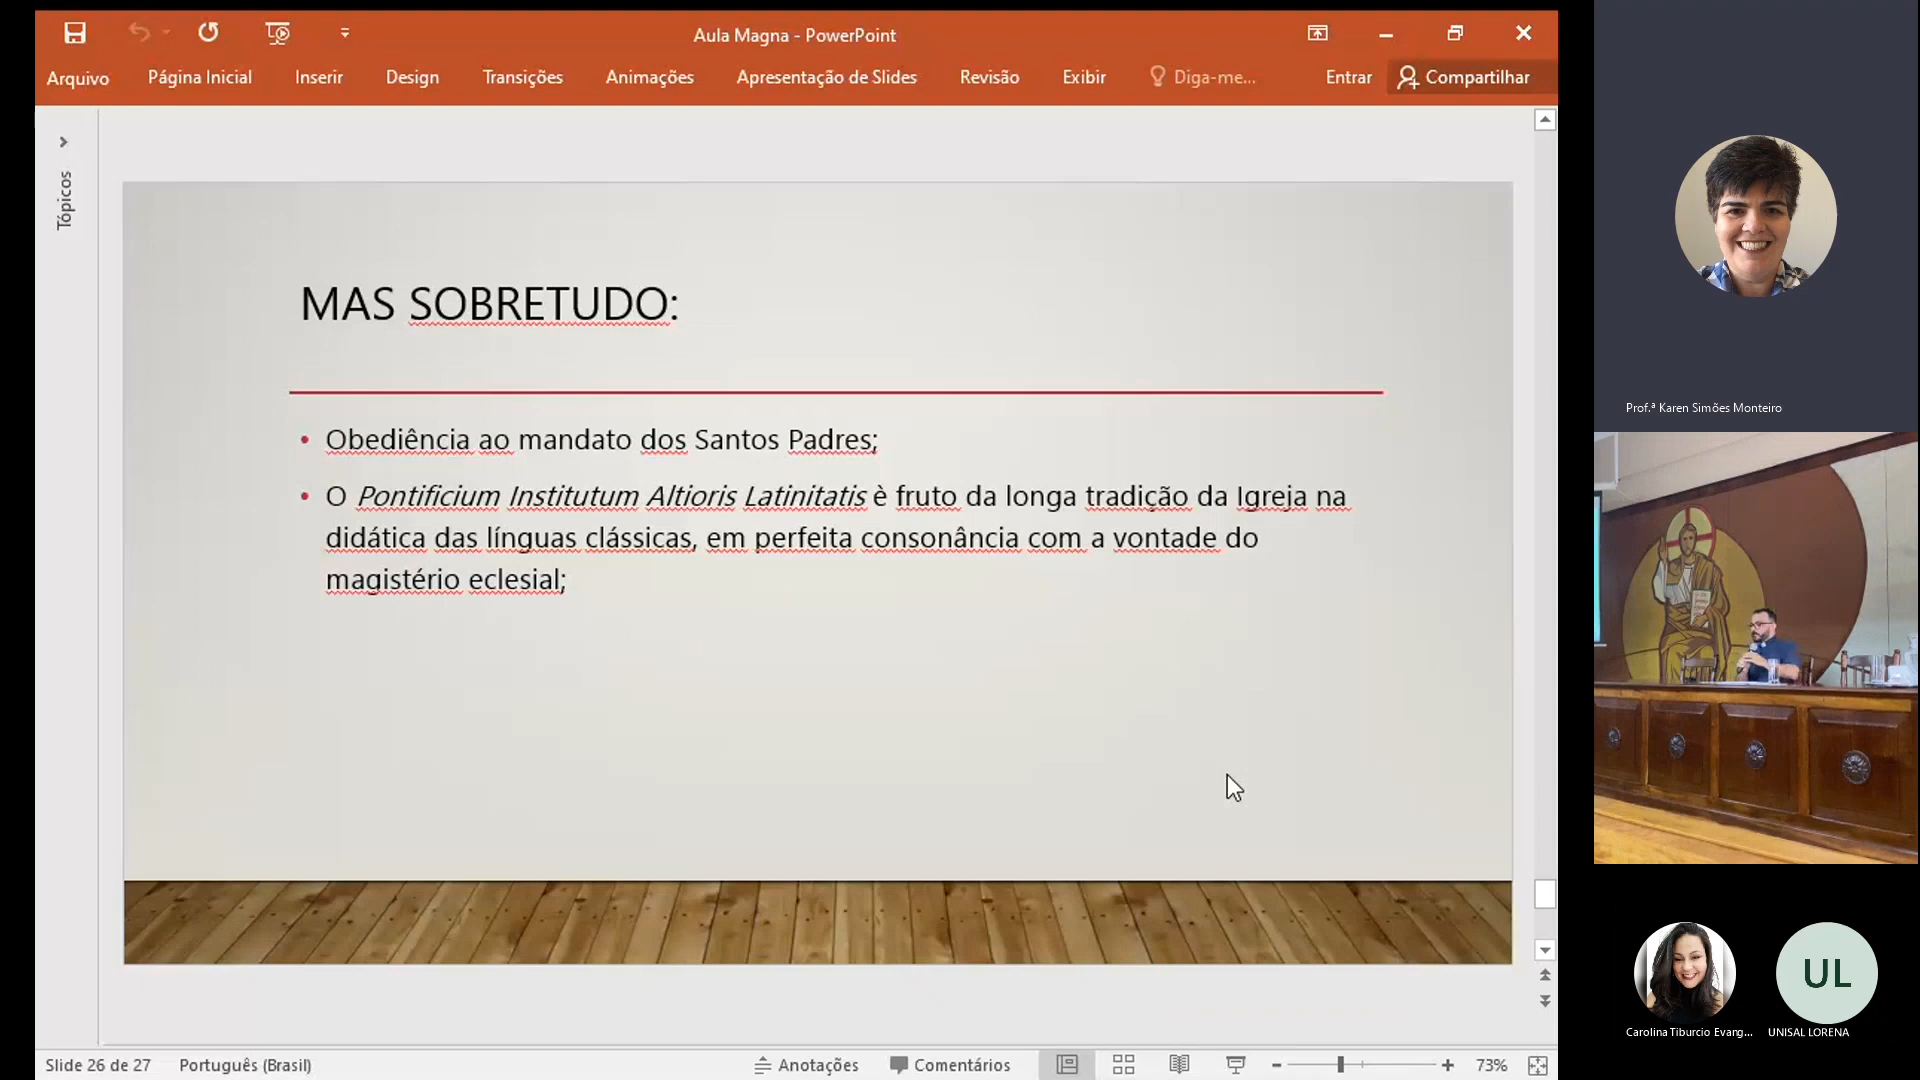 Aula Magna - PowerPoint
Arquivo Página Inicial Inserir Design Transições Animações Apresentação de Slides Revisão Exibir Diga-me... Entrar Compartilhar
Tópicos
MAS SOBRETUDO:
• Obediência ao mandato dos Santos Padres;
• O Pontificium Institutum Altioris Latinitatis è fruto da longa tradição da Igreja na
didática das línguas clássicas, em perfeita consonância com a vontade do
magistério eclesial;
Slide 26 de 27 Português (Brasil) Anotações Comentários 73%
Prof.ª Karen Simões Monteiro
UL
Carolina Tiburcio Evang... UNISAL LORENA